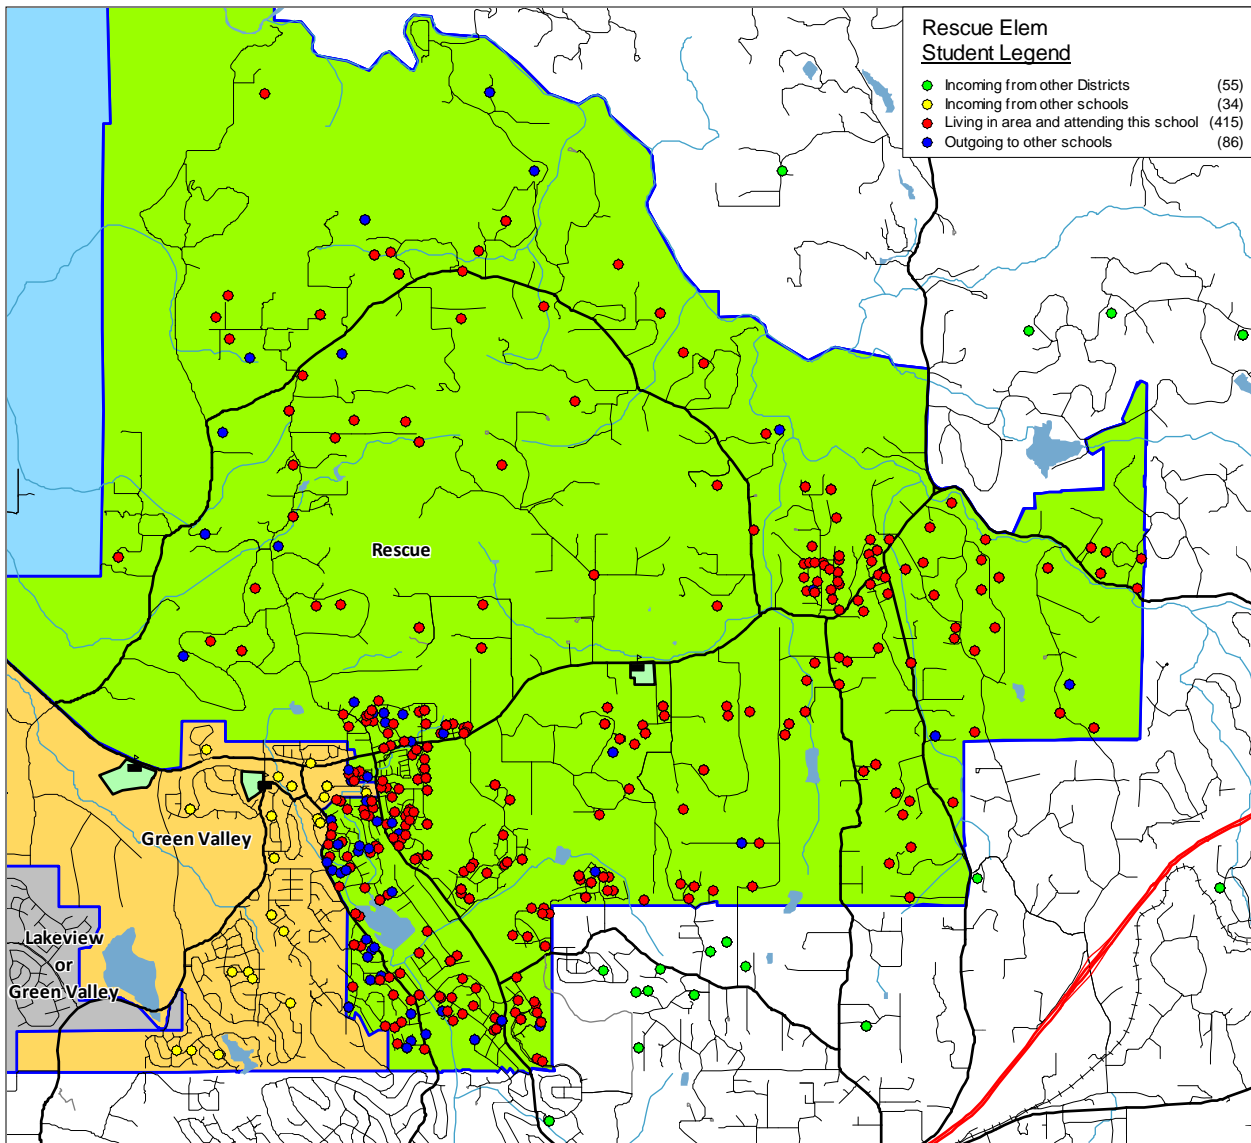 Rescue Elem
Student Legend
Incoming from other Districts (55)
Incoming from other schools (34)
Living in area and attending this school (415)
Outgoing to other schools (86)
Rescue
Green Valley
Lakeview
or
Green Valley